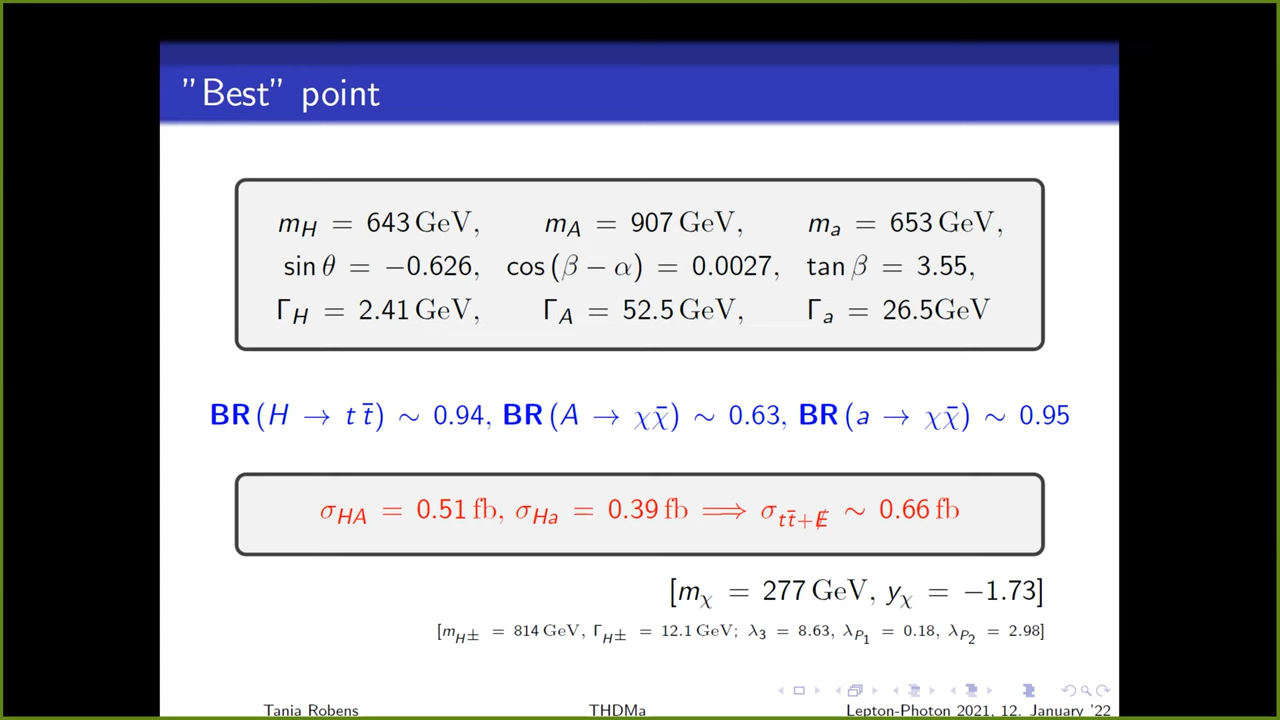 "Best" point
m_H = 643 GeV, m_A = 907 GeV, m_a = 653 GeV,
sin θ = −0.626, cos (β − α) = 0.0027, tan β = 3.55,
Γ_H = 2.41 GeV, Γ_A = 52.5 GeV, Γ_a = 26.5GeV
BR (H → t t̄) ∼ 0.94, BR (A → χχ̄) ∼ 0.63, BR (a → χχ̄) ∼ 0.95
σ_HA = 0.51 fb, σ_Ha = 0.39 fb ⟹ σ_tt̄+E̸ ∼ 0.66 fb
[m_χ = 277 GeV, y_χ = −1.73]
[m_H± = 814 GeV, Γ_H± = 12.1 GeV; λ_3 = 8.63, λ_P_1 = 0.18, λ_P_2 = 2.98]
Tania Robens THDMa Lepton-Photon 2021, 12. January '22